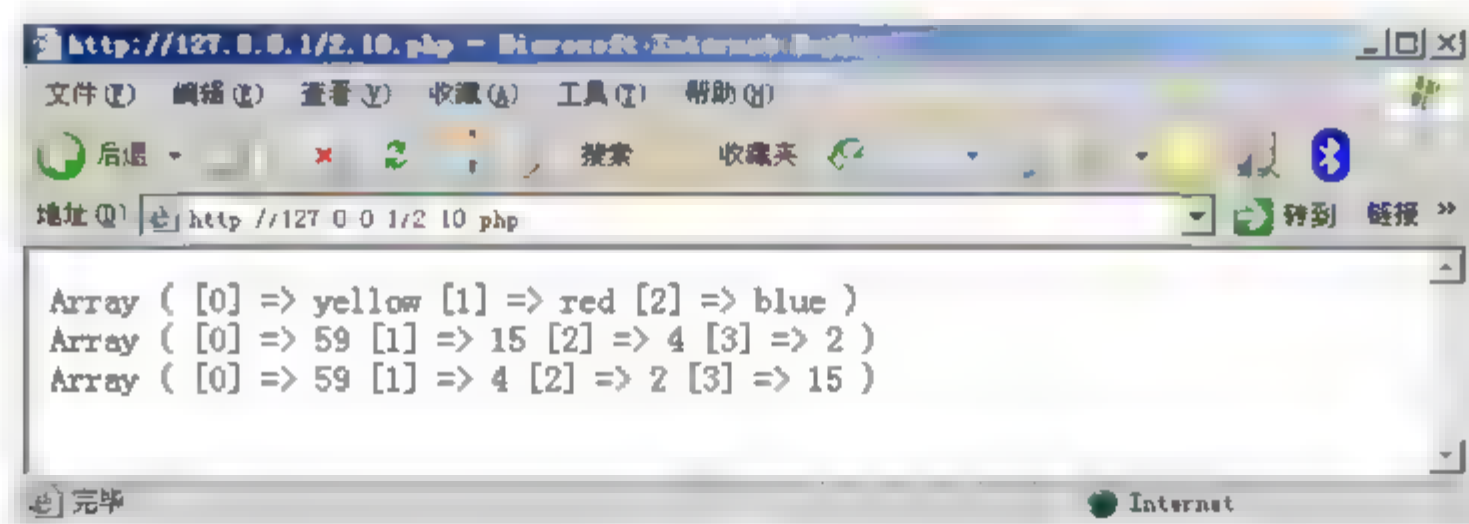 http://127.0.0.1/2.10.php - Microsoft Internet
文件(F) 编辑(E) 查看(V) 收藏(A) 工具(T) 帮助(H)
后退 搜索 收藏夹
地址(D) http //127 0 0 1/2 10 php 转到 链接 »
Array ( [0] => yellow [1] => red [2] => blue )
Array ( [0] => 59 [1] => 15 [2] => 4 [3] => 2 )
Array ( [0] => 59 [1] => 4 [2] => 2 [3] => 15 )
完毕 Internet